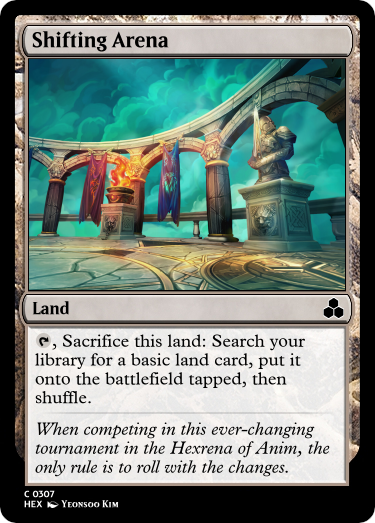 Shifting Arena
Land
, Sacrifice this land: Search your
library for a basic land card, put it
onto the battlefield tapped, then
shuffle.
When competing in this ever-changing
tournament in the Hexrena of Anim, the
only rule is to roll with the changes.
C 0307
HEX Yeonsoo Kim